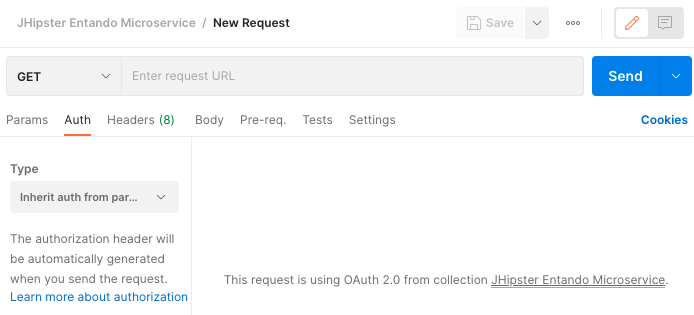 JHipster Entando Microservice / New Request
Save
GET
Enter request URL
Send
Params Auth Headers (8) Body Pre-req. Tests Settings Cookies
Type
Inherit auth from par...
The authorization header will
be automatically generated
when you send the request.
Learn more about authorization
This request is using OAuth 2.0 from collection JHipster Entando Microservice.